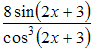 8 sin(2x + 3)
cos³(2x + 3)